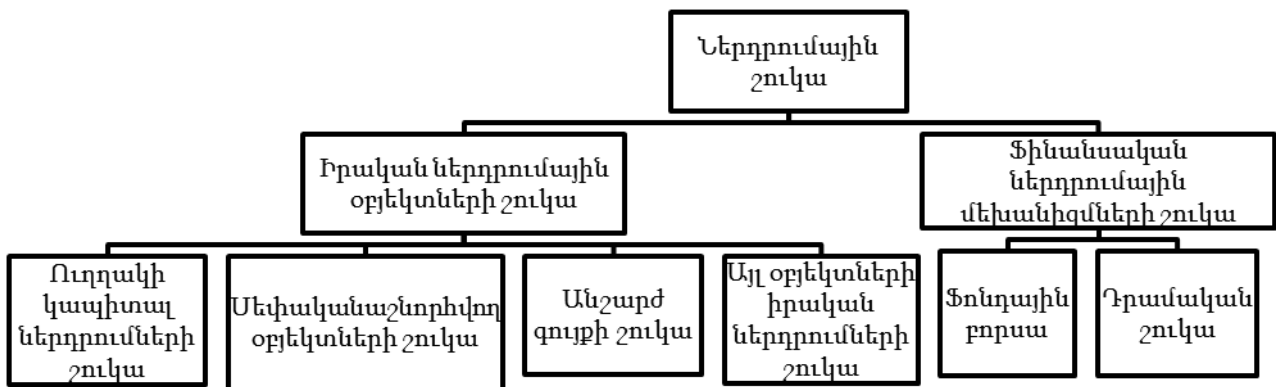 Ներդրումային
շուկա
Իրական ներդրումային
օբյեկտների շուկա
Ֆինանսական
ներդրումային
մեխանիզմների շուկա
Ուղղակի
կապիտալ
ներդրումների
շուկա
Սեփականաշնորհվող
օբյեկտների շուկա
Անշարժ
գույքի շուկա
Այլ օբյեկտների
իրական
ներդրումների
շուկա
Ֆոնդային
բորսա
Դրամական
շուկա